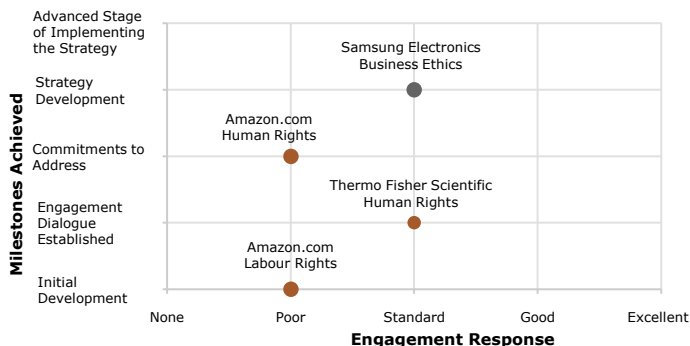 Advanced Stage
of Implementing
the Strategy
Samsung Electronics
Business Ethics
Strategy
Development
Amazon.com
Human Rights
Commitments to
Address
Thermo Fisher Scientific
Human Rights
Engagement
Dialogue
Established
Amazon.com
Labour Rights
Initial
Development
Milestones Achieved
None Poor Standard Good Excellent
Engagement Response